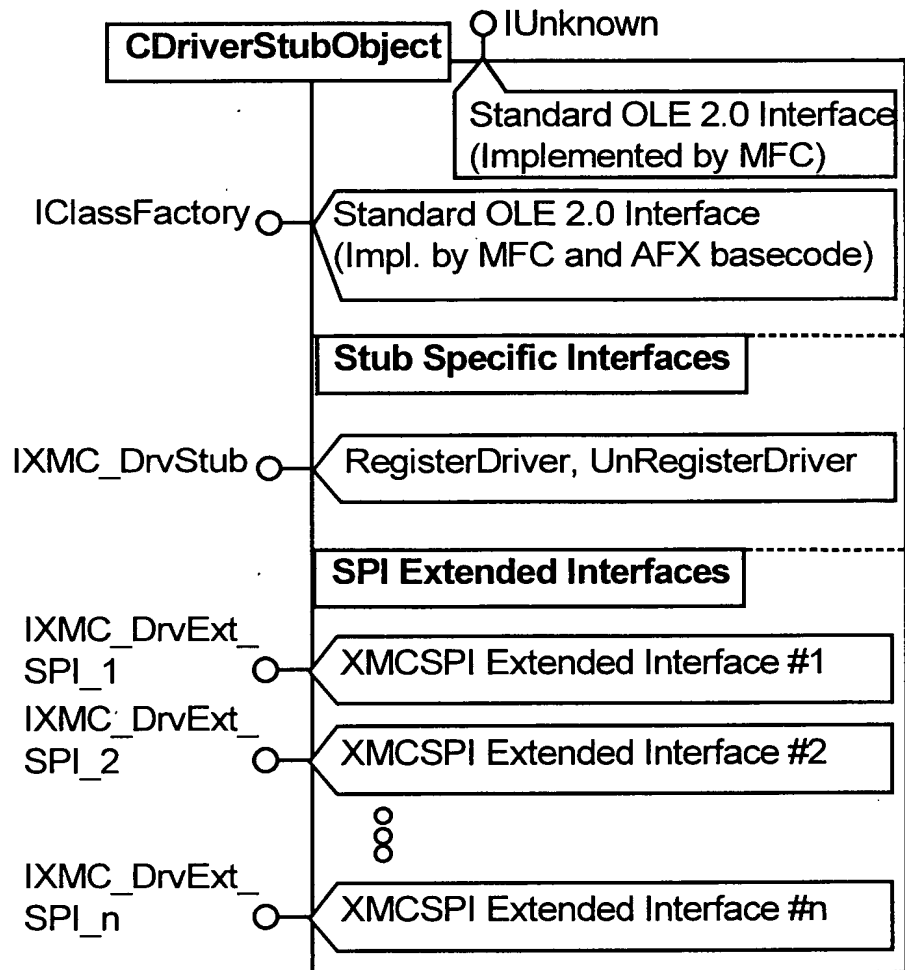 IUnknown
CDriverStubObject
Standard OLE 2.0 Interface
(Implemented by MFC)
IClassFactory
Standard OLE 2.0 Interface
(Impl. by MFC and AFX basecode)
Stub Specific Interfaces
IXMC_DrvStub
RegisterDriver, UnRegisterDriver
SPI Extended Interfaces
IXMC_DrvExt_
SPI_1
XMCSPI Extended Interface #1
IXMC_DrvExt_
SPI_2
XMCSPI Extended Interface #2
IXMC_DrvExt_
SPI_n
XMCSPI Extended Interface #n